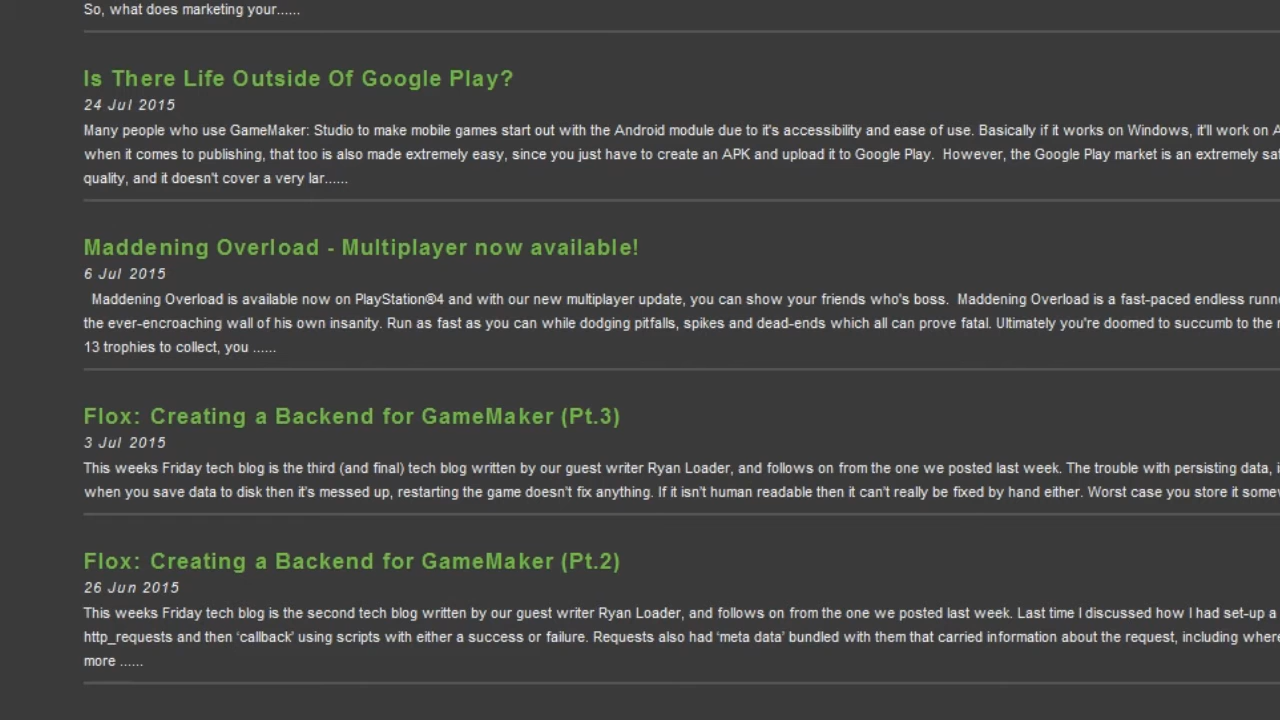 So, what does marketing your......
Is There Life Outside Of Google Play?
24 Jul 2015
Many people who use GameMaker: Studio to make mobile games start out with the Android module due to it's accessibility and ease of use. Basically if it works on Windows, it'll work on
when it comes to publishing, that too is also made extremely easy, since you just have to create an APK and upload it to Google Play. However, the Google Play market is an extremely
quality, and it doesn't cover a very lar......
Maddening Overload - Multiplayer now available!
6 Jul 2015
Maddening Overload is available now on PlayStation®4 and with our new multiplayer update, you can show your friends who's boss. Maddening Overload is a fast-paced endless
the ever-encroaching wall of his own insanity. Run as fast as you can while dodging pitfalls, spikes and dead-ends which all can prove fatal. Ultimately you're doomed to succumb to the
13 trophies to collect, you ......
Flox: Creating a Backend for GameMaker (Pt.3)
3 Jul 2015
This weeks Friday tech blog is the third (and final) tech blog written by our guest writer Ryan Loader, and follows on from the one we posted last week. The trouble with persisting data,
when you save data to disk then it's messed up, restarting the game doesn't fix anything. If it isn't human readable then it can't really be fixed by hand either. Worst case you store it
Flox: Creating a Backend for GameMaker (Pt.2)
26 Jun 2015
This weeks Friday tech blog is the second tech blog written by our guest writer Ryan Loader, and follows on from the one we posted last week. Last time I discussed how I had set-up a
http_requests and then ‘callback’ using scripts with either a success or failure. Requests also had ‘meta data’ bundled with them that carried information about the request, including
more ......